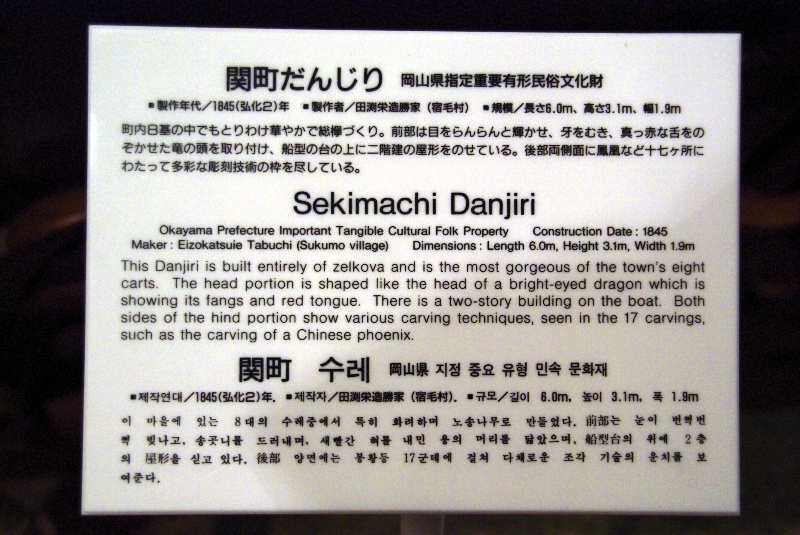 関町だんじり 岡山県指定重要有形民俗文化財
■製作年代／1845(弘化2)年 ■製作者／田渕栄造勝家（宿毛村） ■規模／長さ6.0m、高さ3.1m、幅1.9m
町内8基の中でもとりわけ華やかで総欅づくり。前部は目をらんらんと輝かせ、牙をむき、真っ赤な舌をの
ぞかせた竜の頭を取り付け、船型の台の上に二階建の屋形をのせている。後部両側面に鳳凰など十七ヶ所に
わたって多彩な彫刻技術の枠を尽している。
Sekimachi Danjiri
Okayama Prefecture Important Tangible Cultural Folk Property Construction Date : 1845
Maker : Eizokatsuie Tabuchi (Sukumo village) Dimensions : Length 6.0m, Height 3.1m, Width 1.9m
This Danjiri is built entirely of zelkova and is the most gorgeous of the town's eight
carts. The head portion is shaped like the head of a bright-eyed dragon which is
showing its fangs and red tongue. There is a two-story building on the boat. Both
sides of the hind portion show various carving techniques, seen in the 17 carvings,
such as the carving of a Chinese phoenix.
関町 수레 岡山県 지정 중요 유형 민속 문화재
■제작연대／1845(弘化2)年. ■제작자／田渕栄造勝家（宿毛村）. ■규모／길이 6.0m, 높이 3.1m, 폭 1.9m
이 마을에 있는 8대의 수레중에서 특히 화려하며 노송나무로 만들었다. 前部는 눈이 번쩍번
쩍 빛나고, 송곳니를 드러내며, 새빨간 혀를 내민 용의 머리를 닮았으며, 船型台의 위에 2층
의 屋形을 싣고 있다. 後部 양면에는 봉황등 17군데에 걸쳐 다채로운 조각 기술의 운치를 보
여준다.